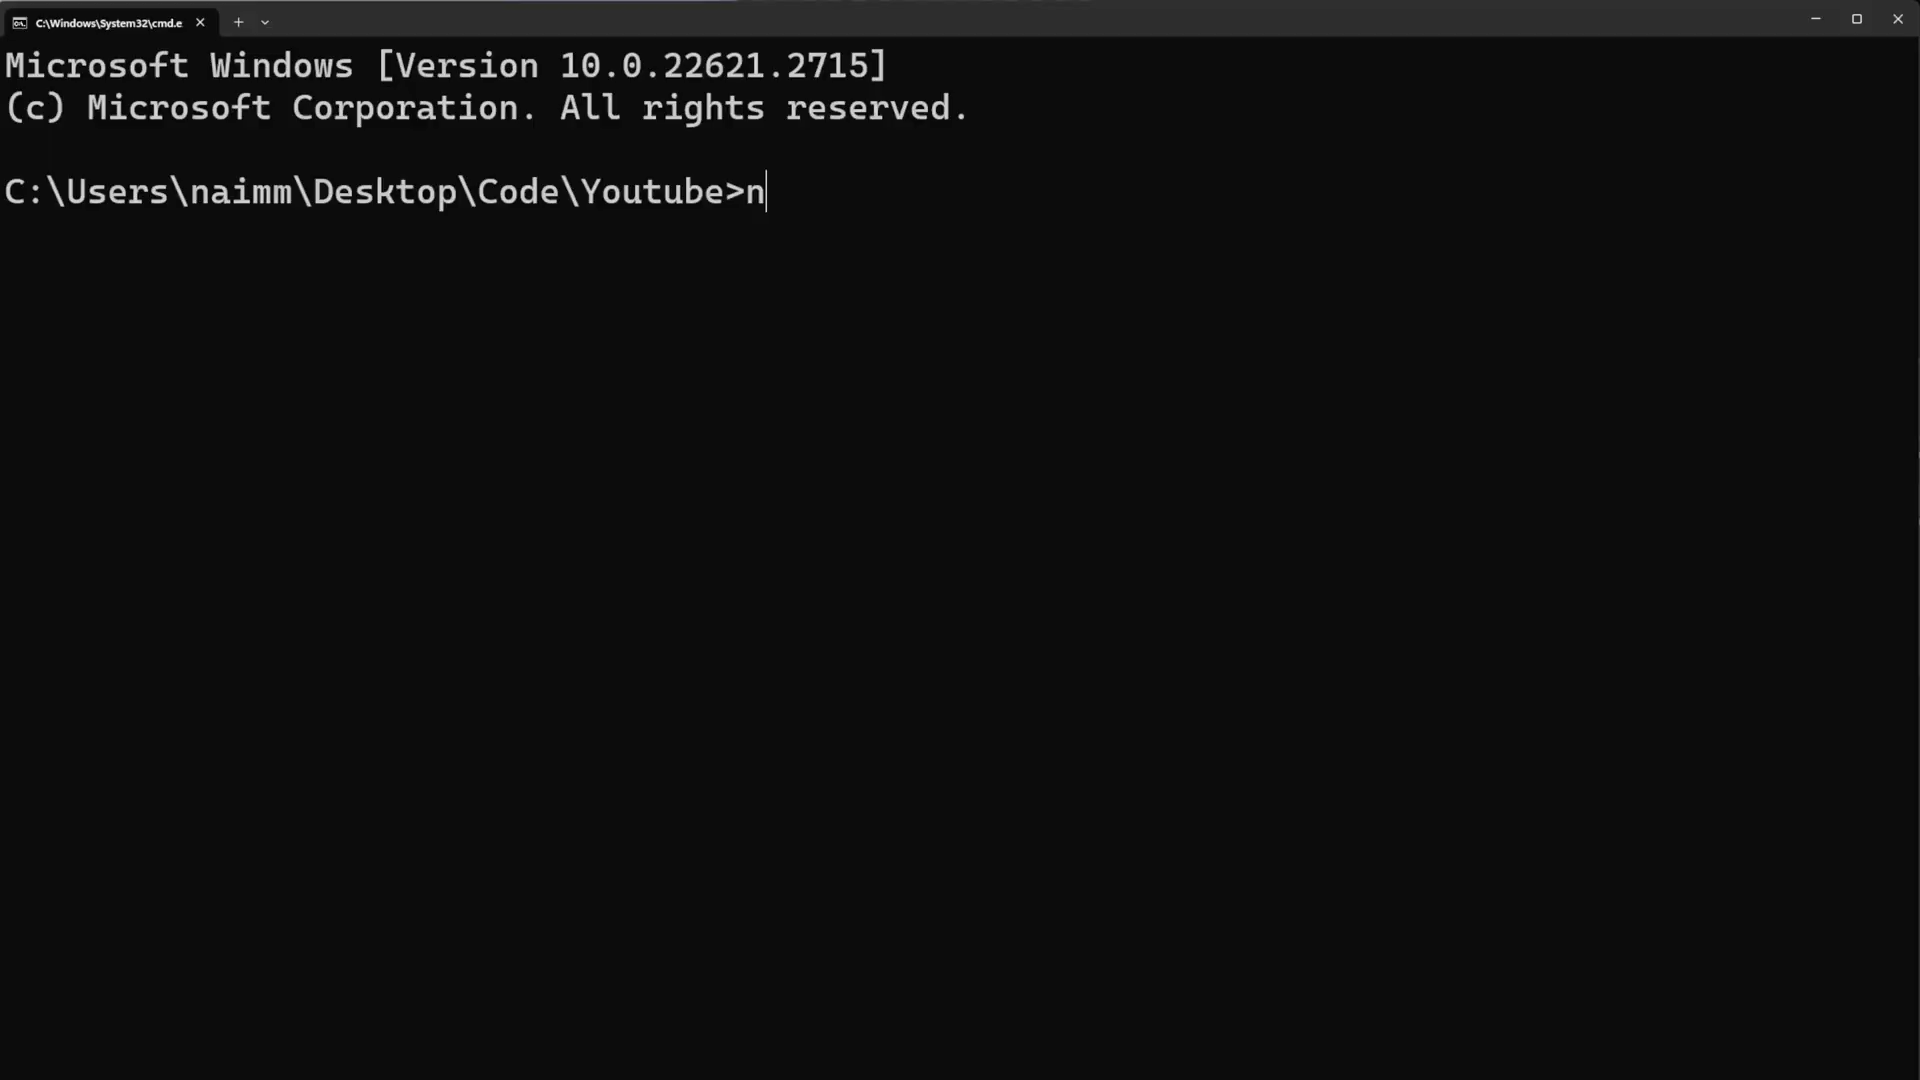 C:\Windows\System32\cmd.e
Microsoft Windows [Version 10.0.22621.2715]
(c) Microsoft Corporation. All rights reserved.
C:\Users\naimm\Desktop\Code\Youtube>n